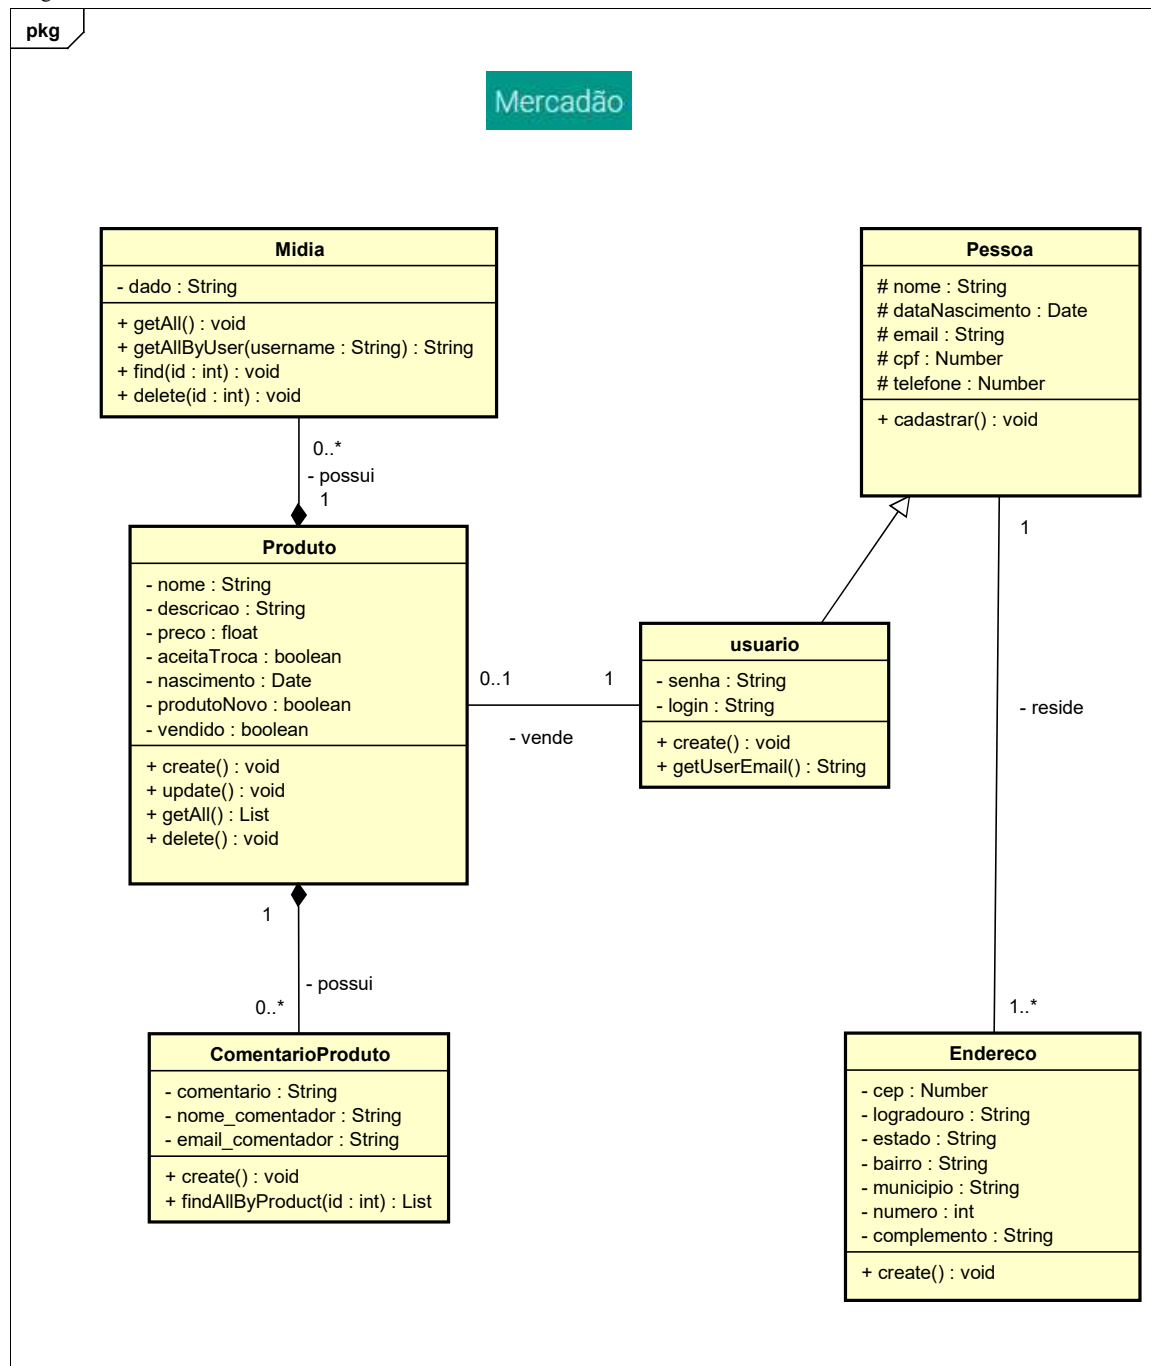 pkg
Mercadão
Midia
- dado : String
+ getAll() : void
+ getAllByUser(username : String) : String
+ find(id : int) : void
+ delete(id : int) : void
0..*
- possui
1
Produto
- nome : String
- descricao : String
- preco : float
- aceitaTroca : boolean
- nascimento : Date
- produtoNovo : boolean
- vendido : boolean
+ create() : void
+ update() : void
+ getAll() : List
+ delete() : void
1
- possui
0..*
ComentarioProduto
- comentario : String
- nome_comentador : String
- email_comentador : String
+ create() : void
+ findAllByProduct(id : int) : List
0..1
1
- vende
usuario
- senha : String
- login : String
+ create() : void
+ getUserEmail() : String
Pessoa
# nome : String
# dataNascimento : Date
# email : String
# cpf : Number
# telefone : Number
+ cadastrar() : void
1
- reside
1..*
Endereco
- cep : Number
- logradouro : String
- estado : String
- bairro : String
- municipio : String
- numero : int
- complemento : String
+ create() : void